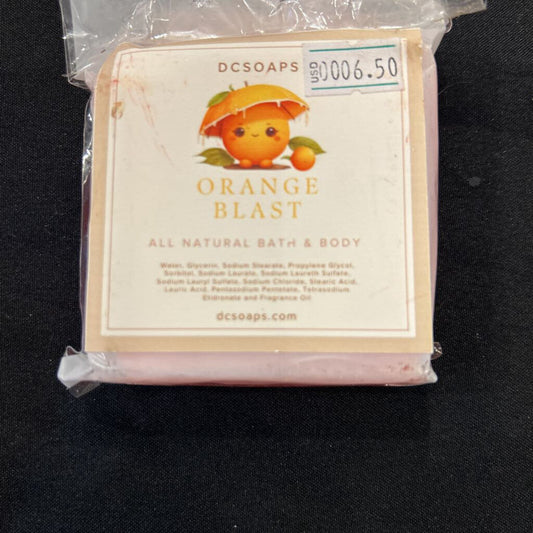 DCSOAPS
USD 0006.50
ORANGE
BLAST
ALL NATURAL BATH & BODY
Water, Glycerin, Sodium Stearate, Propylene Glycol,
Sorbitol, Sodium Laurate, Sodium Laureth Sulfate,
Sodium Lauryl Sulfate, Sodium Chloride, Stearic Acid,
Lauric Acid, Pentasodium Pentetate, Tetrasodium
Etidronate and Fragrance Oil
dcsoaps.com